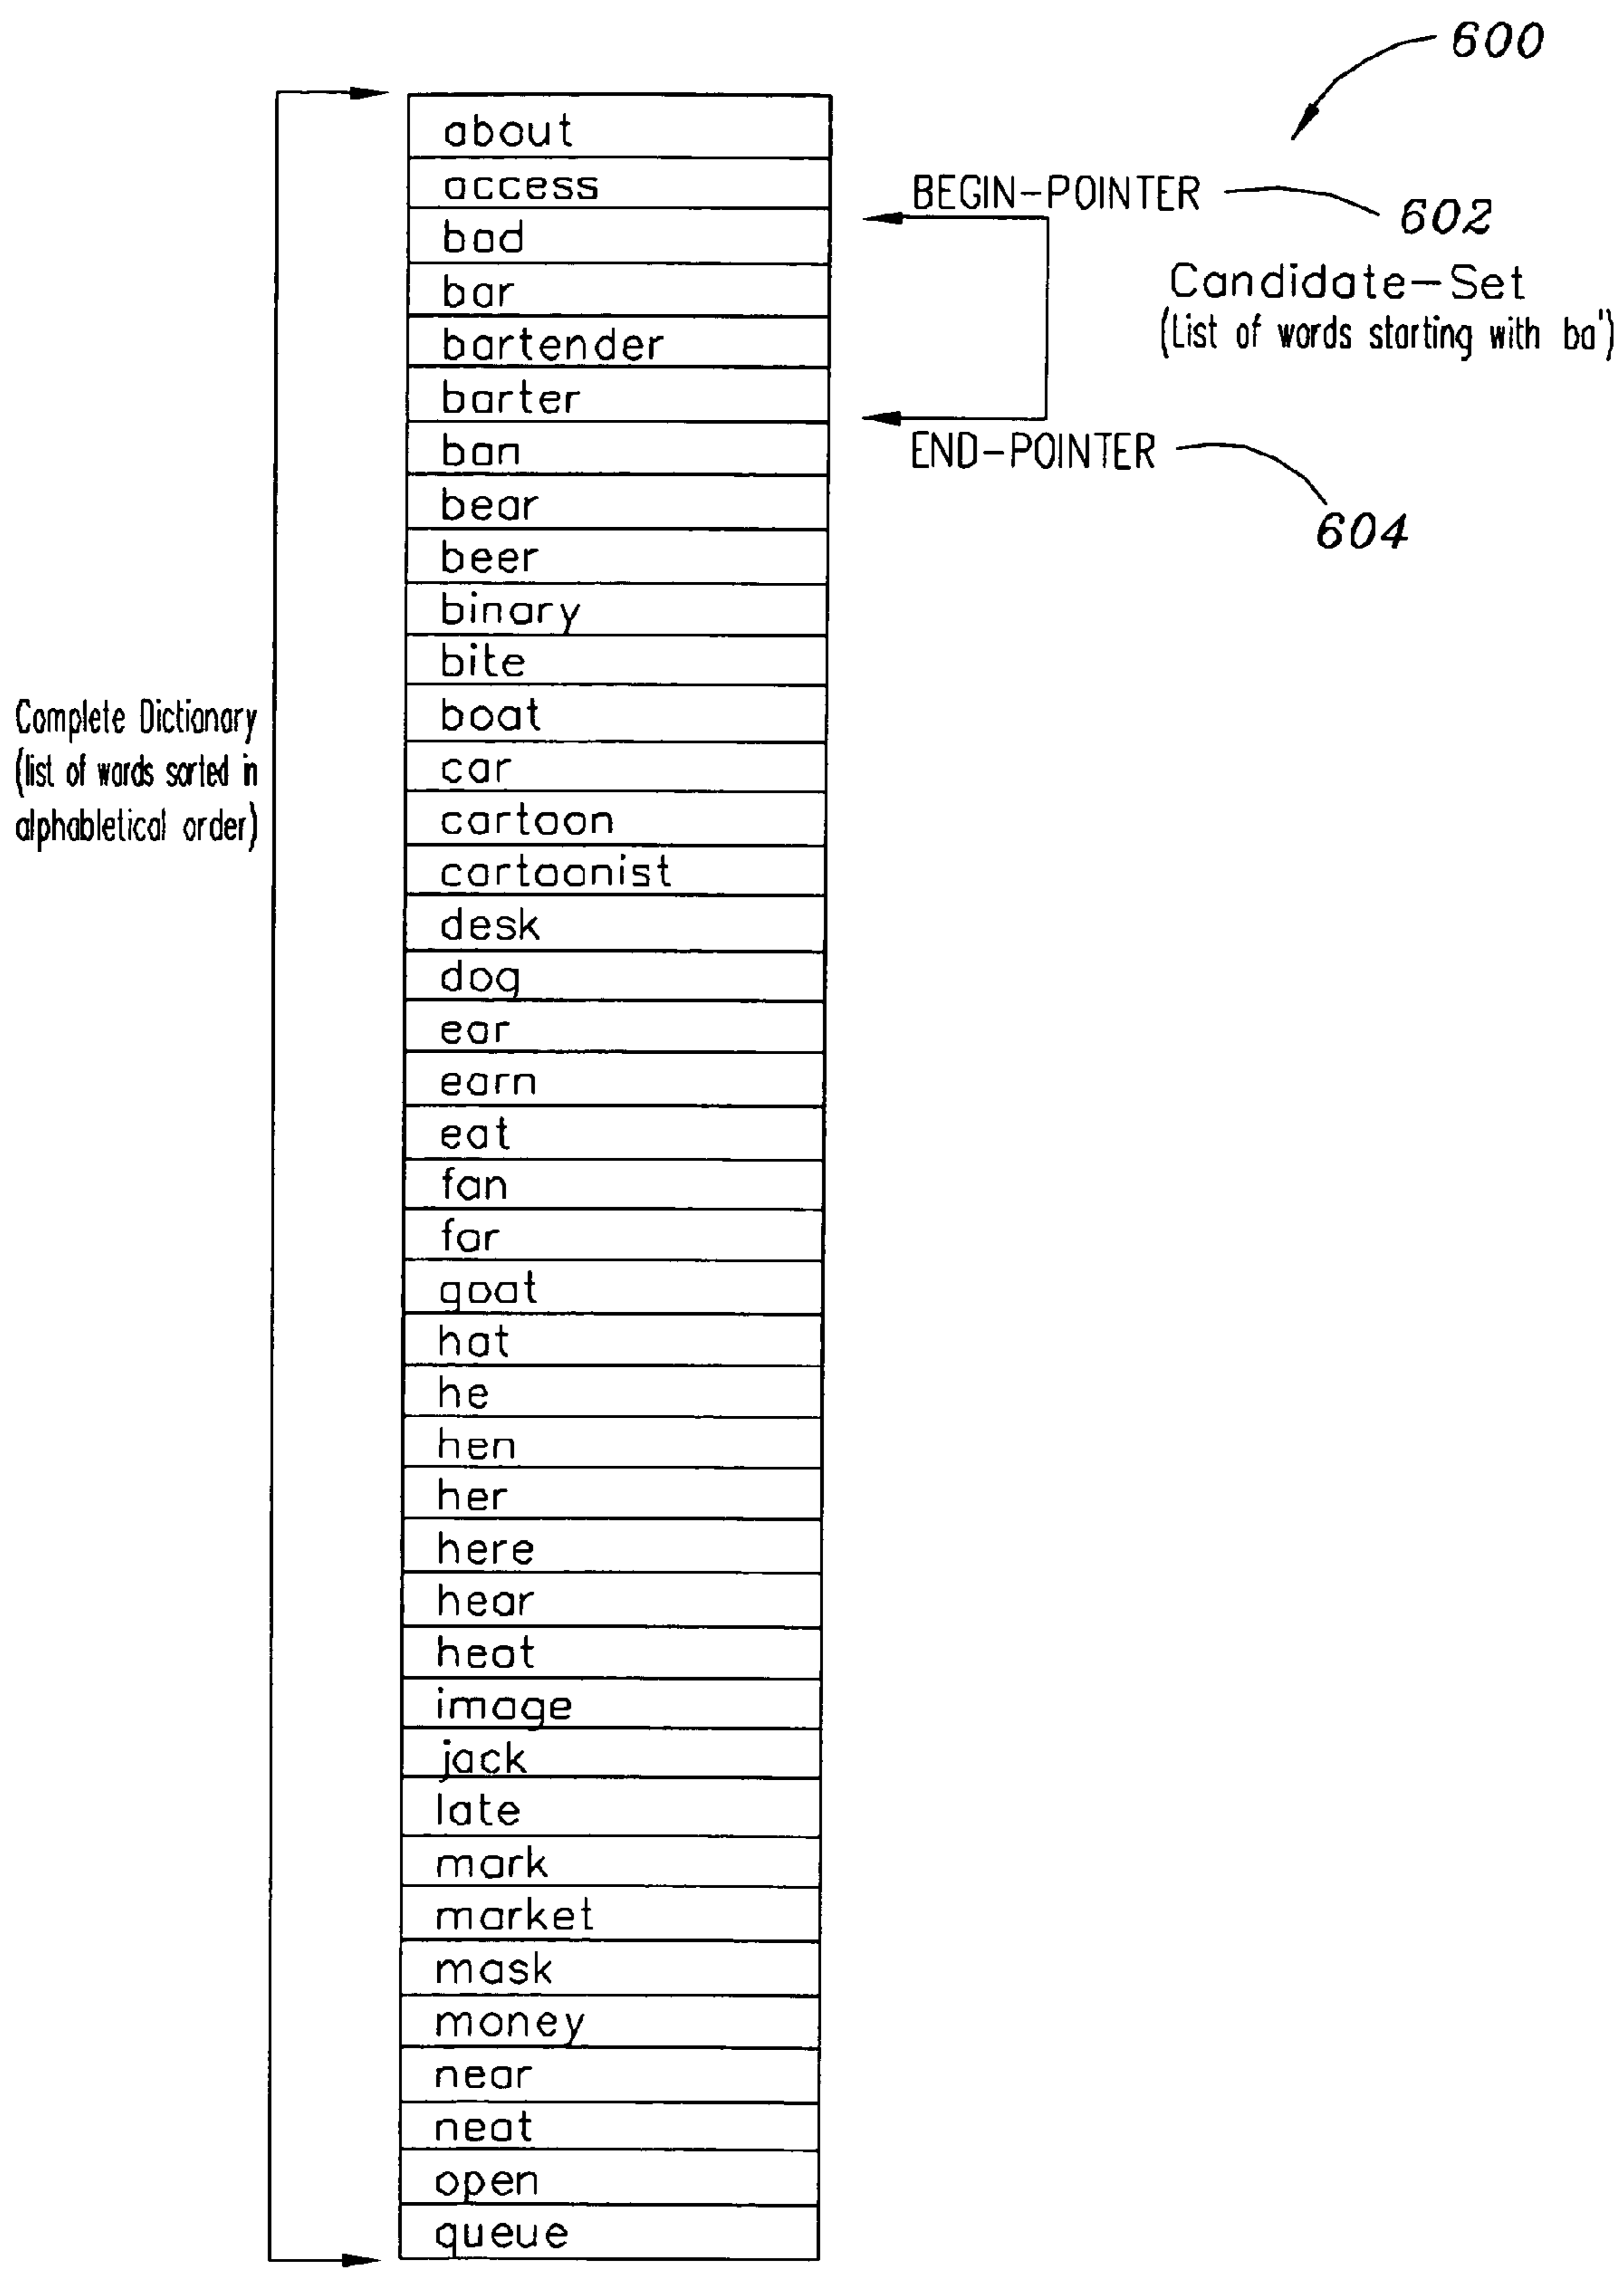 600
about
access
BEGIN-POINTER
602
bad
Candidate-Set
bar
(List of words starting with ba')
bartender
barter
ban
END-POINTER
bear
604
beer
binary
bite
Complete Dictionary
(list of words sorted in
alphabletical order)
boat
car
cartoon
cartoonist
desk
dog
ear
earn
eat
fan
far
goat
hat
he
hen
her
here
hear
heat
image
jack
late
mark
market
mask
money
near
neat
open
queue